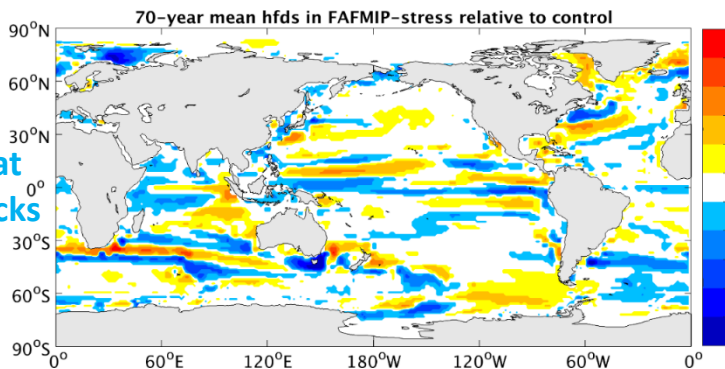 70-year mean hfds in FAFMIP-stress relative to control
90°N
60°N
30°N
at
0°
cks
30°S
60°S
90°S
0° 60°E 120°E 180°W 120°W 60°W 0°